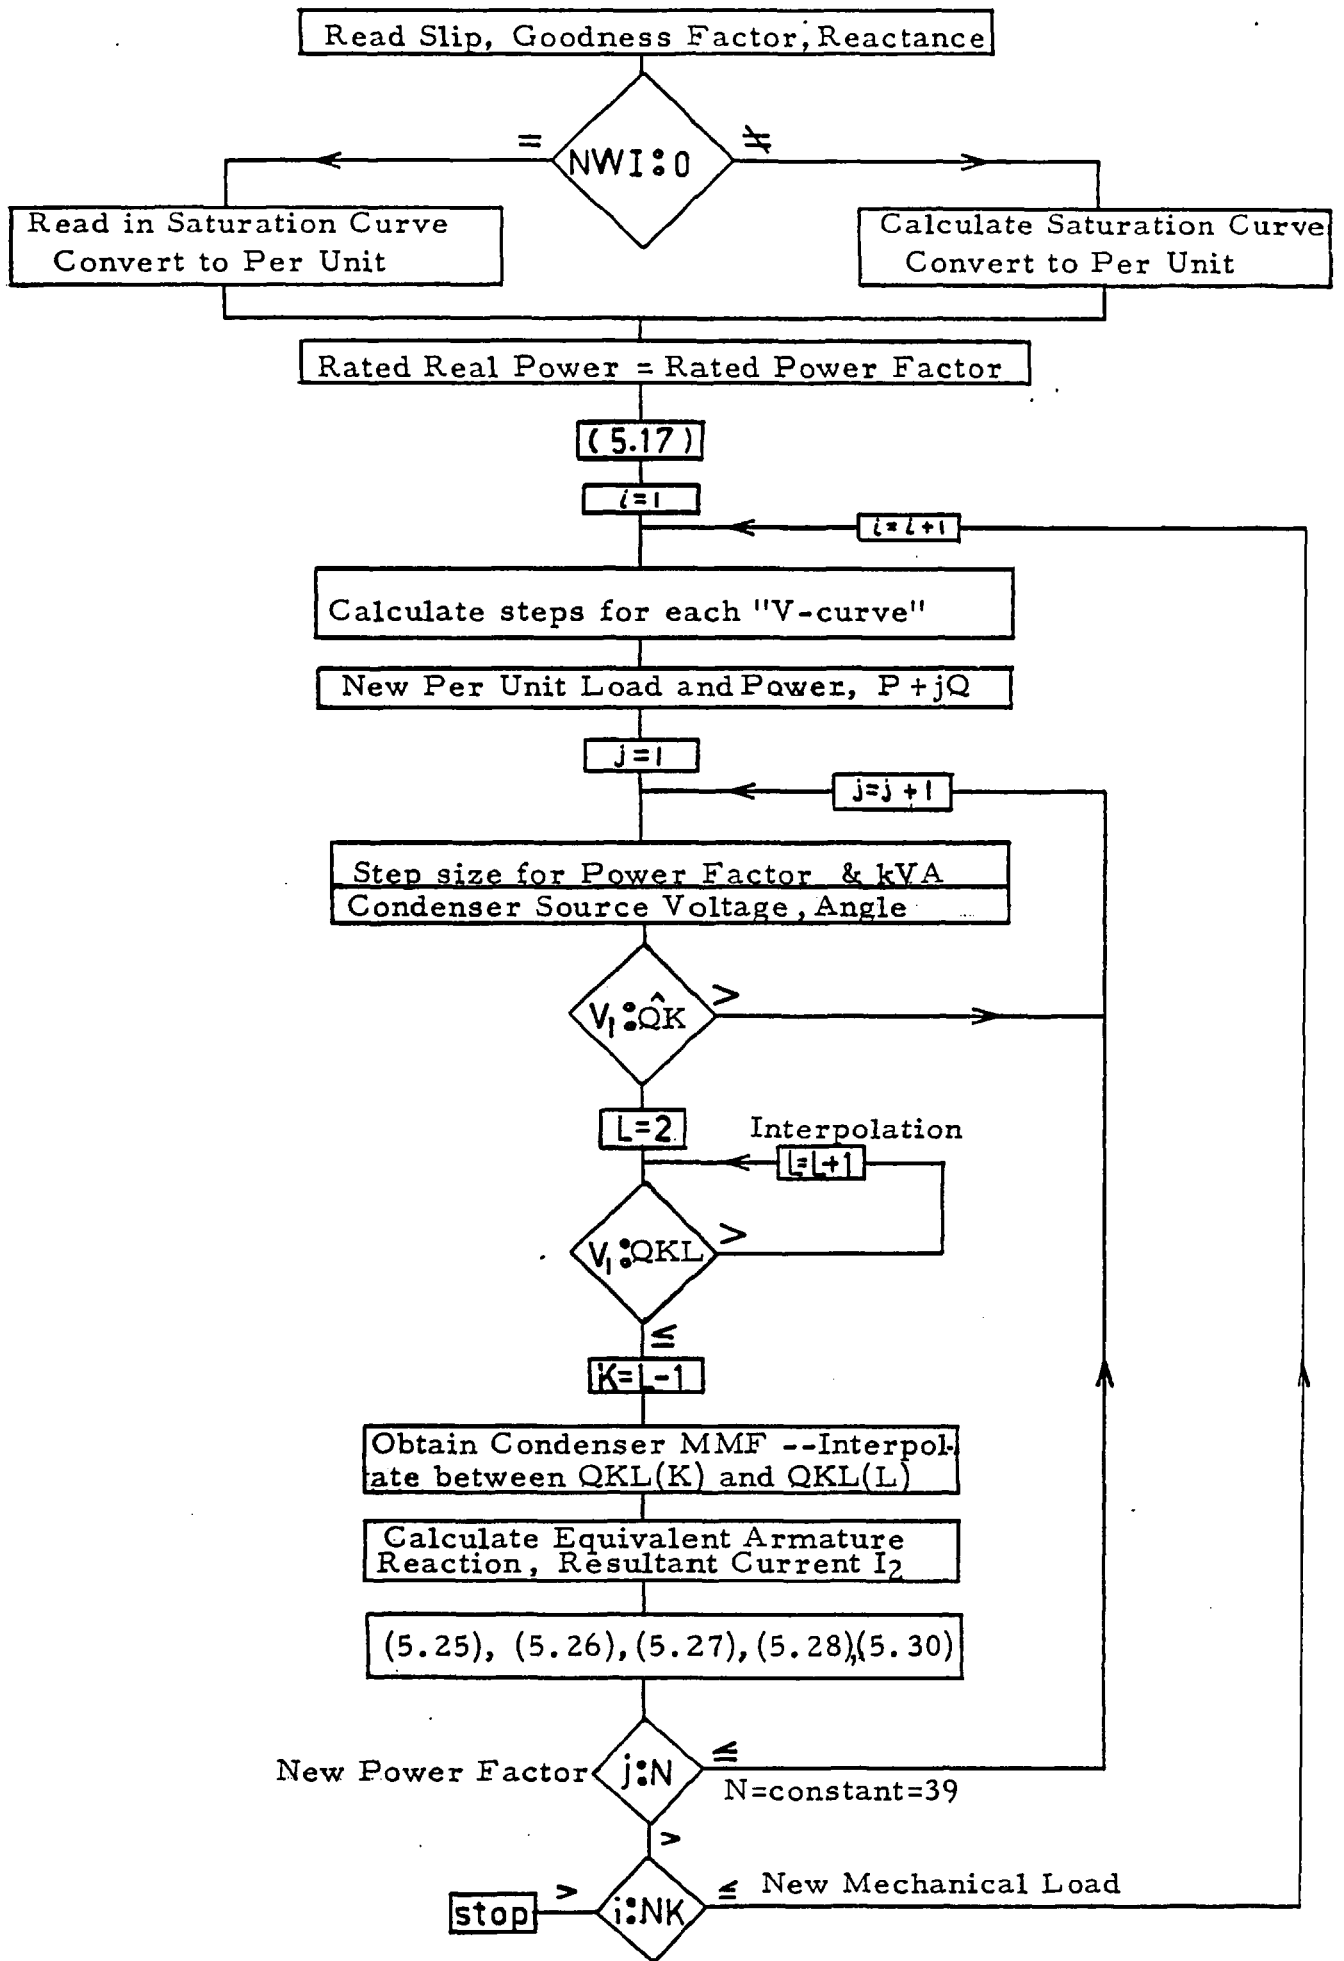 Read Slip, Goodness Factor, Reactance
= NWI:0 ≠
Read in Saturation Curve
Convert to Per Unit
Calculate Saturation Curve
Convert to Per Unit
Rated Real Power = Rated Power Factor
(5.17)
i=1
i=i+1
Calculate steps for each "V-curve"
New Per Unit Load and Power, P+jQ
j=1
j=j+1
Step size for Power Factor & kVA
Condenser Source Voltage, Angle
V₁:Q̂K >
L=2
Interpolation
L=L+1
V₁:QKL >
≤
K=L-1
Obtain Condenser MMF --Interpol-
ate between QKL(K) and QKL(L)
Calculate Equivalent Armature
Reaction, Resultant Current I₂
(5.25), (5.26), (5.27), (5.28), (5.30)
New Power Factor j:N ≤
N=constant=39
>
stop > i:NK ≤ New Mechanical Load